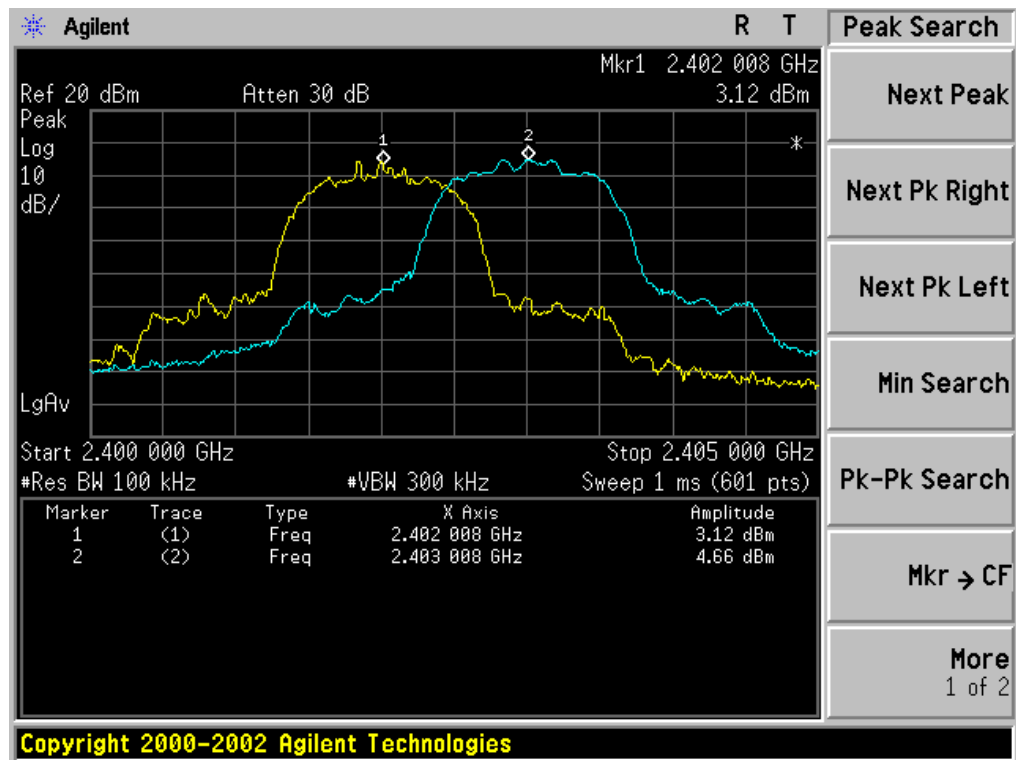 Agilent R T
Peak Search
Mkr1 2.402 008 GHz
Ref 20 dBm Atten 30 dB 3.12 dBm
Peak
Log
10
dB/
1
2
*
LgAv
Start 2.400 000 GHz Stop 2.405 000 GHz
#Res BW 100 kHz #VBW 300 kHz Sweep 1 ms (601 pts)
Marker Trace Type X Axis Amplitude
1 (1) Freq 2.402 008 GHz 3.12 dBm
2 (2) Freq 2.403 008 GHz 4.66 dBm
Next Peak
Next Pk Right
Next Pk Left
Min Search
Pk-Pk Search
Mkr → CF
More
1 of 2
Copyright 2000-2002 Agilent Technologies